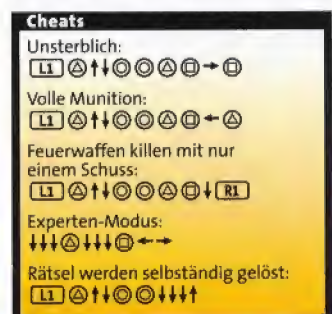 Cheats
Unsterblich:
L1 △ ↑ ↓ ○ ○ △ □ → □
Volle Munition:
L1 △ ↑ ↓ ○ ○ △ □ ← △
Feuerwaffen killen mit nur
einem Schuss:
L1 △ ↑ ↓ ○ ○ △ □ ↓ R1
Experten-Modus:
↓ ↓ ↓ △ ↓ ↓ ↓ □ ← →
Rätsel werden selbständig gelöst:
L1 △ ↑ ↓ ○ ○ ↓ ↓ ↓ ↑